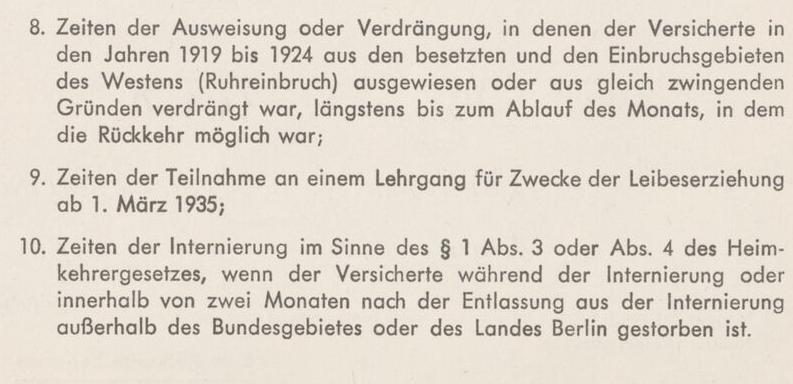 8. Zeiten der Ausweisung oder Verdrängung, in denen der Versicherte in
den Jahren 1919 bis 1924 aus den besetzten und den Einbruchsgebieten
des Westens (Ruhreinbruch) ausgewiesen oder aus gleich zwingenden
Gründen verdrängt war, längstens bis zum Ablauf des Monats, in dem
die Rückkehr möglich war;
9. Zeiten der Teilnahme an einem Lehrgang für Zwecke der Leibeserziehung
ab 1. März 1935;
10. Zeiten der Internierung im Sinne des § 1 Abs. 3 oder Abs. 4 des Heim-
kehrergesetzes, wenn der Versicherte während der Internierung oder
innerhalb von zwei Monaten nach der Entlassung aus der Internierung
außerhalb des Bundesgebietes oder des Landes Berlin gestorben ist.